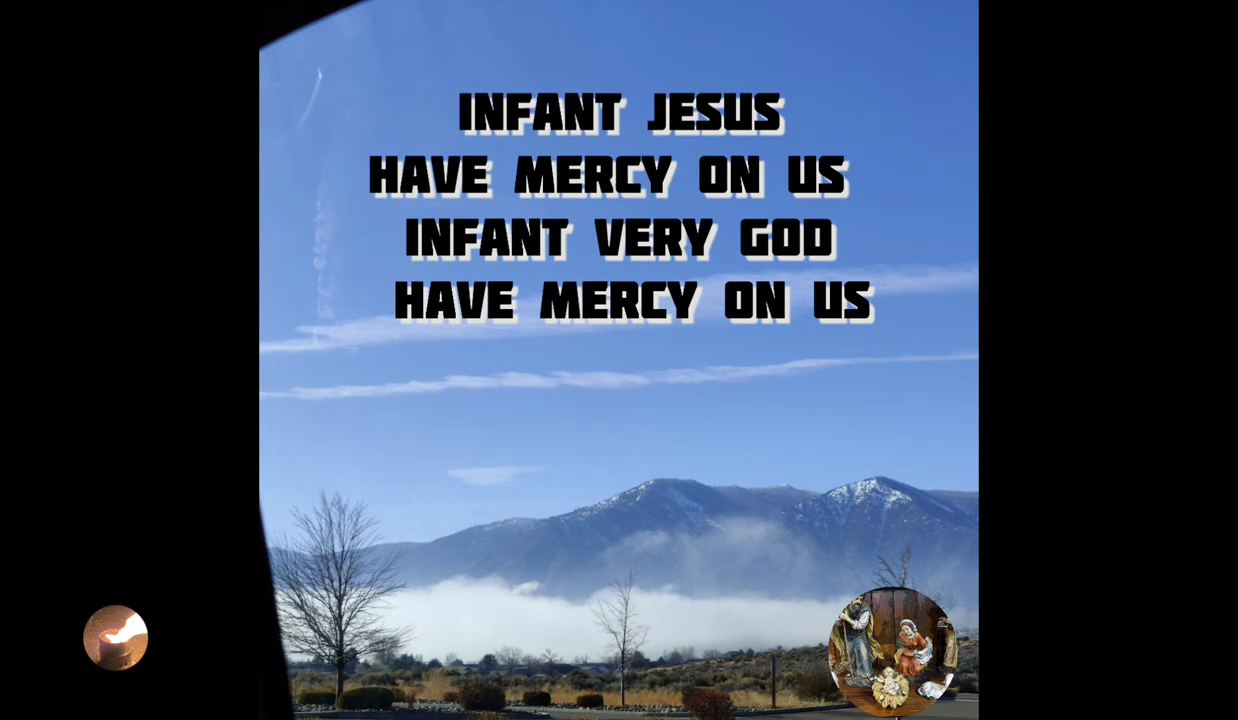 INFANT JESUS
HAVE MERCY ON US
INFANT VERY GOD
HAVE MERCY ON US